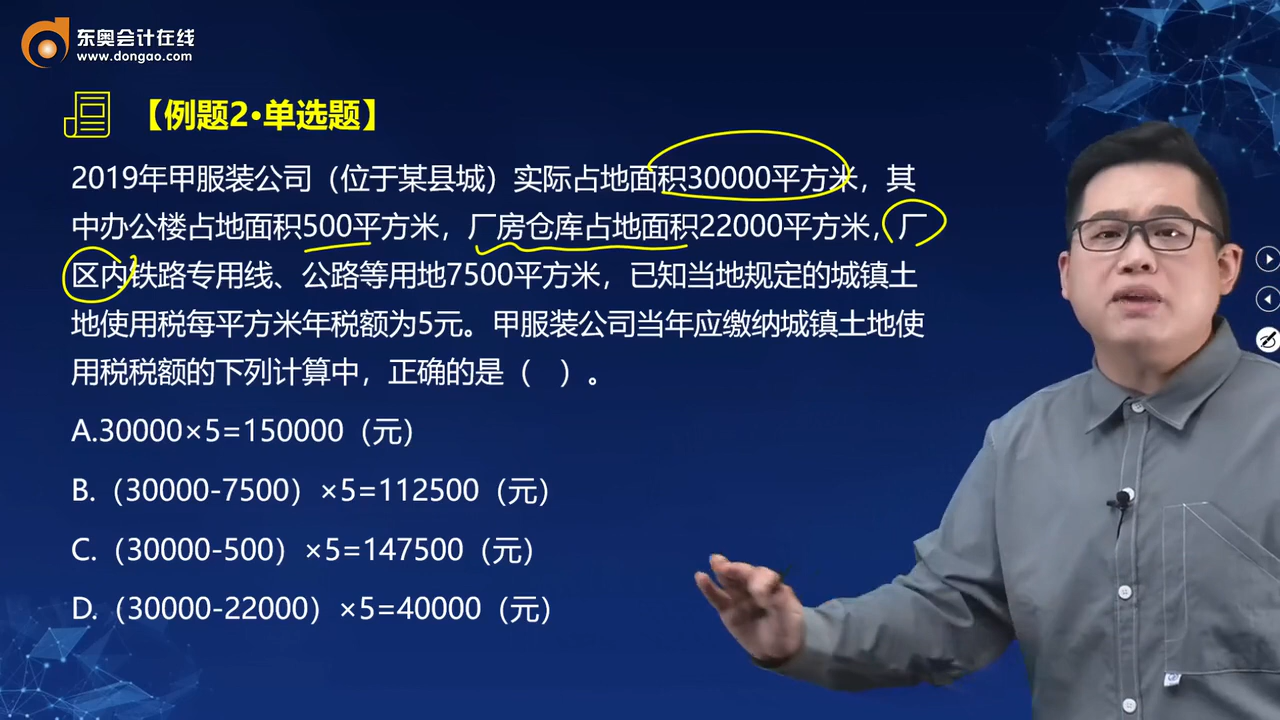 东奥会计在线
www.dongao.com
【例题2•单选题】
2019年甲服装公司（位于某县城）实际占地面积30000平方米，其
中办公楼占地面积500平方米，厂房仓库占地面积22000平方米，厂
区内铁路专用线、公路等用地7500平方米，已知当地规定的城镇土
地使用税每平方米年税额为5元。甲服装公司当年应缴纳城镇土地使
用税税额的下列计算中，正确的是（ ）。
A.30000×5=150000（元）
B.（30000-7500）×5=112500（元）
C.（30000-500）×5=147500（元）
D.（30000-22000）×5=40000（元）